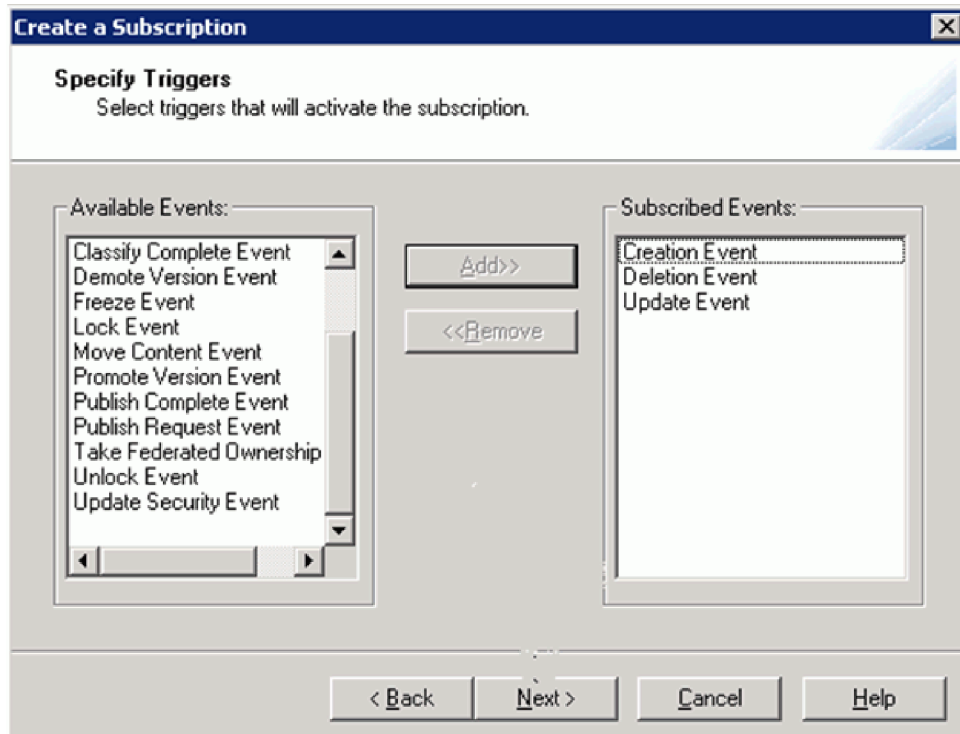 Create a Subscription
Specify Triggers
Select triggers that will activate the subscription.
Available Events:
Classify Complete Event
Demote Version Event
Freeze Event
Lock Event
Move Content Event
Promote Version Event
Publish Complete Event
Publish Request Event
Take Federated Ownership
Unlock Event
Update Security Event
Add>>
<<Remove
Subscribed Events:
Creation Event
Deletion Event
Update Event
< Back
Next >
Cancel
Help